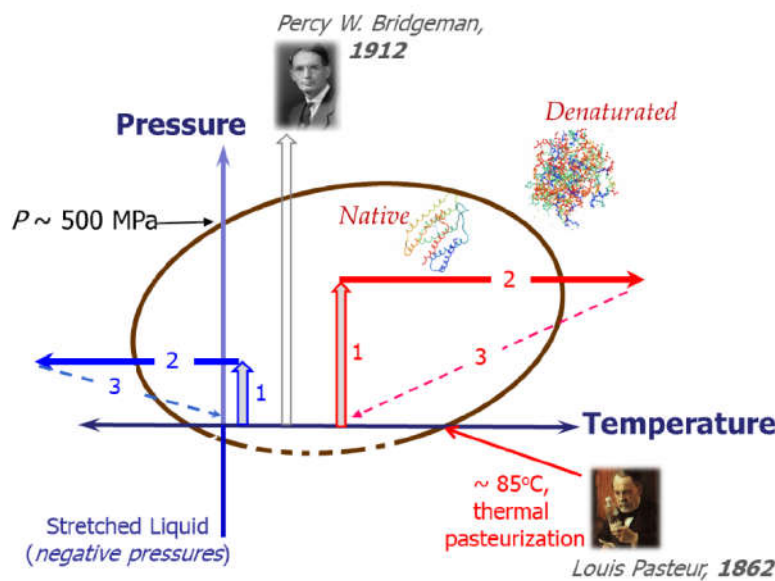 Percy W. Bridgeman,
1912
Pressure
Denaturated
P ~ 500 MPa
Native
2
2
1
3
3
1
Temperature
~ 85°C,
thermal
pasteurization
Stretched Liquid
(negative pressures)
Louis Pasteur, 1862